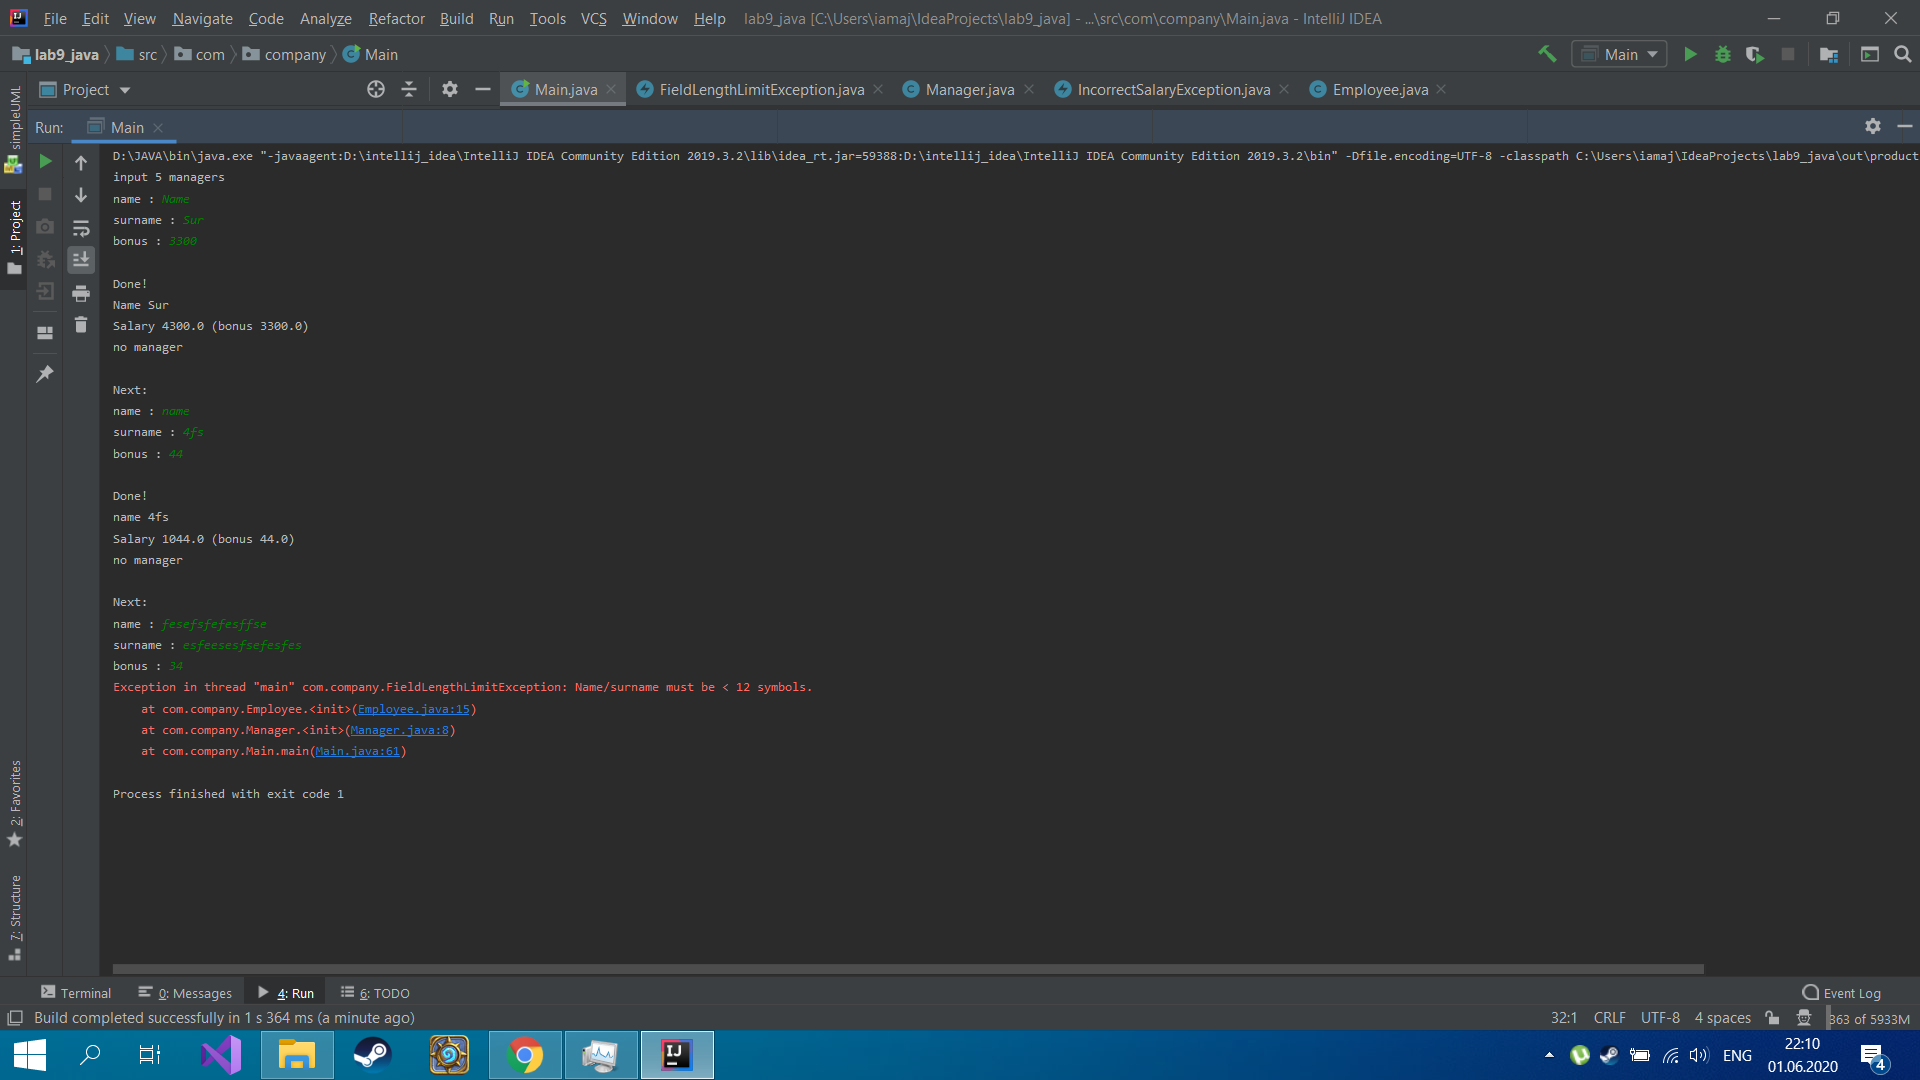 File Edit View Navigate Code Analyze Refactor Build Run Tools VCS Window Help lab9_java [C:\Users\iamaj\IdeaProjects\lab9_java] - ...\src\com\company\Main.java - IntelliJ IDEA
lab9_java src com company Main Main
Project Main.java FieldLengthLimitException.java Manager.java IncorrectSalaryException.java Employee.java
simpleUML
1: Project
2: Favorites
7: Structure
Run: Main
D:\JAVA\bin\java.exe "-javaagent:D:\intellij_idea\IntelliJ IDEA Community Edition 2019.3.2\lib\idea_rt.jar=59388:D:\intellij_idea\IntelliJ IDEA Community Edition 2019.3.2\bin" -Dfile.encoding=UTF-8 -classpath C:\Users\iamaj\IdeaProjects\lab9_java\out\product
input 5 managers
name : Name
surname : Sur
bonus : 3300
Done!
Name Sur
Salary 4300.0 (bonus 3300.0)
no manager
Next:
name : name
surname : 4fs
bonus : 44
Done!
name 4fs
Salary 1044.0 (bonus 44.0)
no manager
Next:
name : fesefsfefesffse
surname : esfeesesfsefesfes
bonus : 34
Exception in thread "main" com.company.FieldLengthLimitException: Name/surname must be < 12 symbols.
at com.company.Employee.<init>(Employee.java:15)
at com.company.Manager.<init>(Manager.java:8)
at com.company.Main.main(Main.java:61)
Process finished with exit code 1
Terminal 0: Messages 4: Run 6: TODO Event Log
Build completed successfully in 1 s 364 ms (a minute ago) 32:1 CRLF UTF-8 4 spaces 363 of 5933M
IJ ENG 22:10
01.06.2020 4